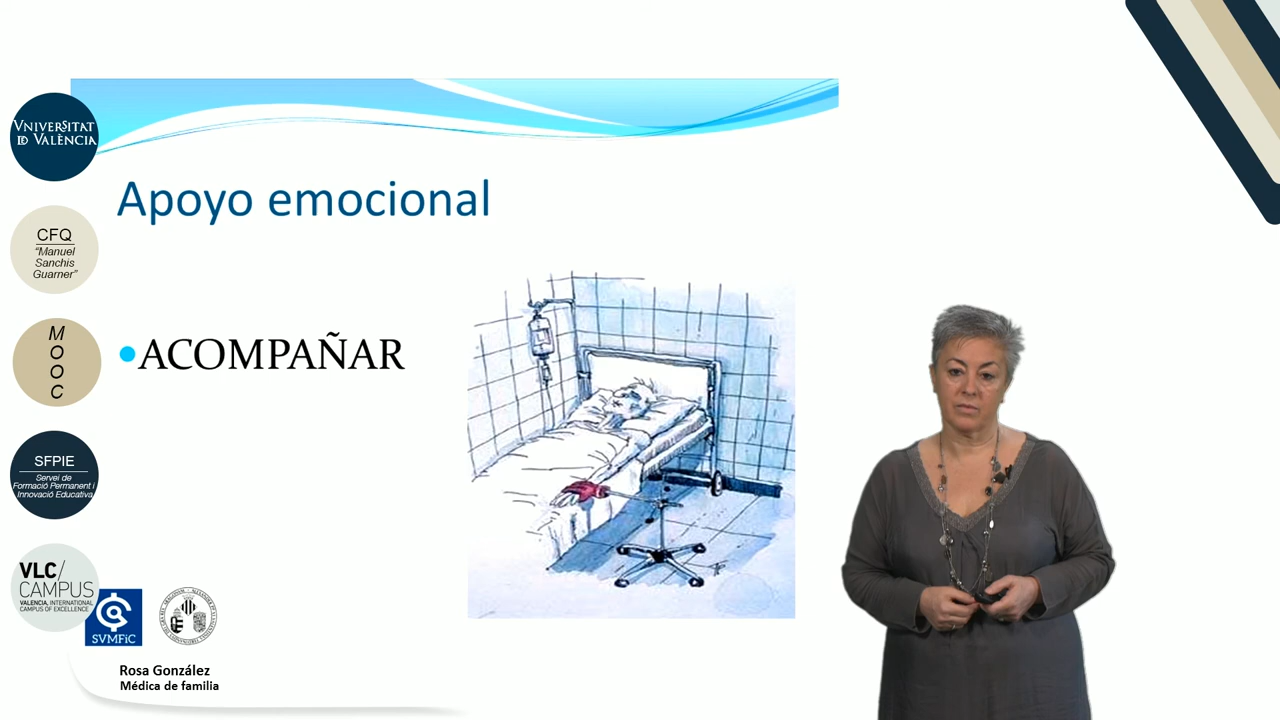 VNIVERSITAT
ID VALÈNCIA
Apoyo emocional
CFQ
“Manuel
Sanchis
Guarner”
M
O
O
C
•ACOMPAÑAR
SFPIE
Servei de
Formació Permanent i
Innovació Educativa
VLC/
CAMPUS
VALENCIA, INTERNATIONAL
CAMPUS OF EXCELLENCE
SVMFiC
Rosa González
Médica de familia